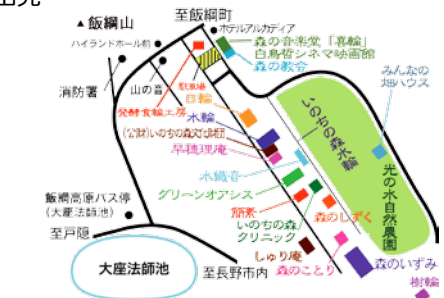 ▲飯綱山
至飯綱町
ホテルアルカディア
ハイランドホール前
森の音楽堂「喜輪」
白鳥哲シネマ映画館
森の教会
消防署
山の音
駐車場
発酵食輪工房
日輪
みんなの
畑ハウス
水輪
(公財)いのちの森文化財団
早穂理庵
いのちの森水輪
水織音
グリーンオアシス
光の水自然農園
簡素
森のしずく
いのちの森
クリニック
飯綱高原バス停
(大座法師池)
至戸隠
しゅり庵
大座法師池
至長野市内
森のことり
森のいずみ
樹輪